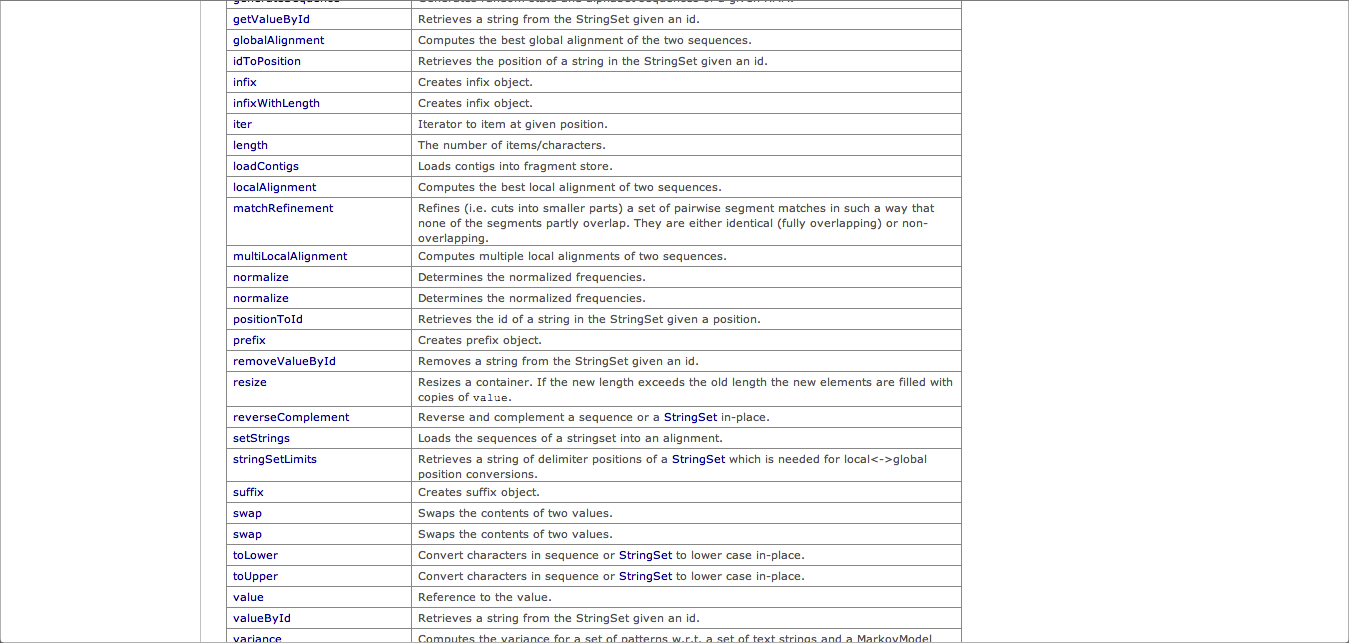 generateSequence Generates random state and alphabet sequences of a given HMM.
getValueById Retrieves a string from the StringSet given an id.
globalAlignment Computes the best global alignment of the two sequences.
idToPosition Retrieves the position of a string in the StringSet given an id.
infix Creates infix object.
infixWithLength Creates infix object.
iter Iterator to item at given position.
length The number of items/characters.
loadContigs Loads contigs into fragment store.
localAlignment Computes the best local alignment of two sequences.
matchRefinement Refines (i.e. cuts into smaller parts) a set of pairwise segment matches in such a way that
none of the segments partly overlap. They are either identical (fully overlapping) or non-
overlapping.
multiLocalAlignment Computes multiple local alignments of two sequences.
normalize Determines the normalized frequencies.
normalize Determines the normalized frequencies.
positionToId Retrieves the id of a string in the StringSet given a position.
prefix Creates prefix object.
removeValueById Removes a string from the StringSet given an id.
resize Resizes a container. If the new length exceeds the old length the new elements are filled with
copies of value.
reverseComplement Reverse and complement a sequence or a StringSet in-place.
setStrings Loads the sequences of a stringset into an alignment.
stringSetLimits Retrieves a string of delimiter positions of a StringSet which is needed for local<->global
position conversions.
suffix Creates suffix object.
swap Swaps the contents of two values.
swap Swaps the contents of two values.
toLower Convert characters in sequence or StringSet to lower case in-place.
toUpper Convert characters in sequence or StringSet to lower case in-place.
value Reference to the value.
valueById Retrieves a string from the StringSet given an id.
variance Computes the variance for a set of patterns w.r.t. a set of text strings and a MarkovModel